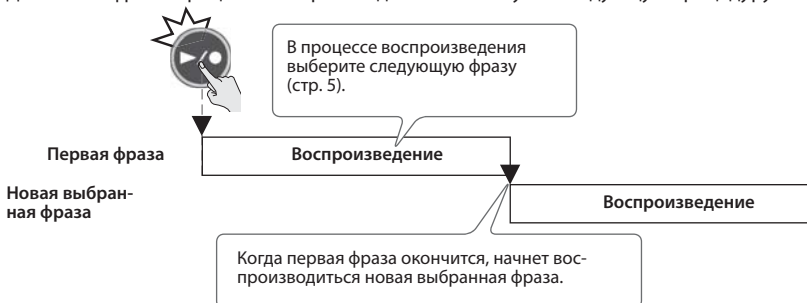 В процессе воспроизведения
выберите следующую фразу
(стр. 5).
Первая фраза
Воспроизведение
Новая выбран-
ная фраза
Воспроизведение
Когда первая фраза окончится, начнет вос-
производиться новая выбранная фраза.